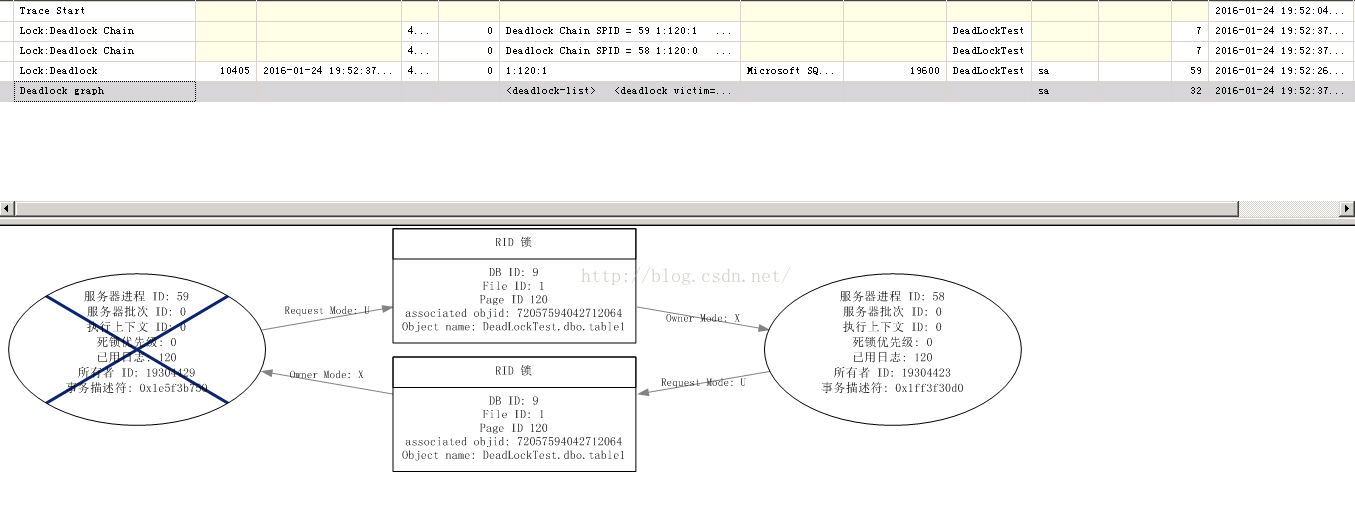 Trace Start 2016-01-24 19:52:04...
Lock:Deadlock Chain 4... 0 Deadlock Chain SPID = 59 1:120:1 ... DeadLockTest 7 2016-01-24 19:52:37...
Lock:Deadlock Chain 4... 0 Deadlock Chain SPID = 58 1:120:0 ... DeadLockTest 7 2016-01-24 19:52:37...
Lock:Deadlock 10405 2016-01-24 19:52:37... 4... 0 1:120:1 Microsoft SQ... 19600 DeadLockTest sa 59 2016-01-24 19:52:26...
Deadlock graph <deadlock-list> <deadlock victim=... sa 32 2016-01-24 19:52:37...
服务器进程 ID: 59
服务器批次 ID: 0
执行上下文 ID: 0
死锁优先级: 0
已用日志: 120
所有者 ID: 19304429
事务描述符:
Request Mode: U
Owner Mode: X
RID 锁
DB ID: 9
File ID: 1
Page ID 120
associated objid: 72057594042712064
Object name: DeadLockTest.dbo.table1
RID 锁
DB ID: 9
File ID: 1
Page ID 120
associated objid: 72057594042712064
Object name: DeadLockTest.dbo.table1
http://blog.csdn.net/
Owner Mode: X
Request Mode: U
服务器进程 ID: 58
服务器批次 ID: 0
执行上下文 ID: 0
死锁优先级: 0
已用日志: 120
所有者 ID: 19304423
事务描述符: 0x1ff3f30d0